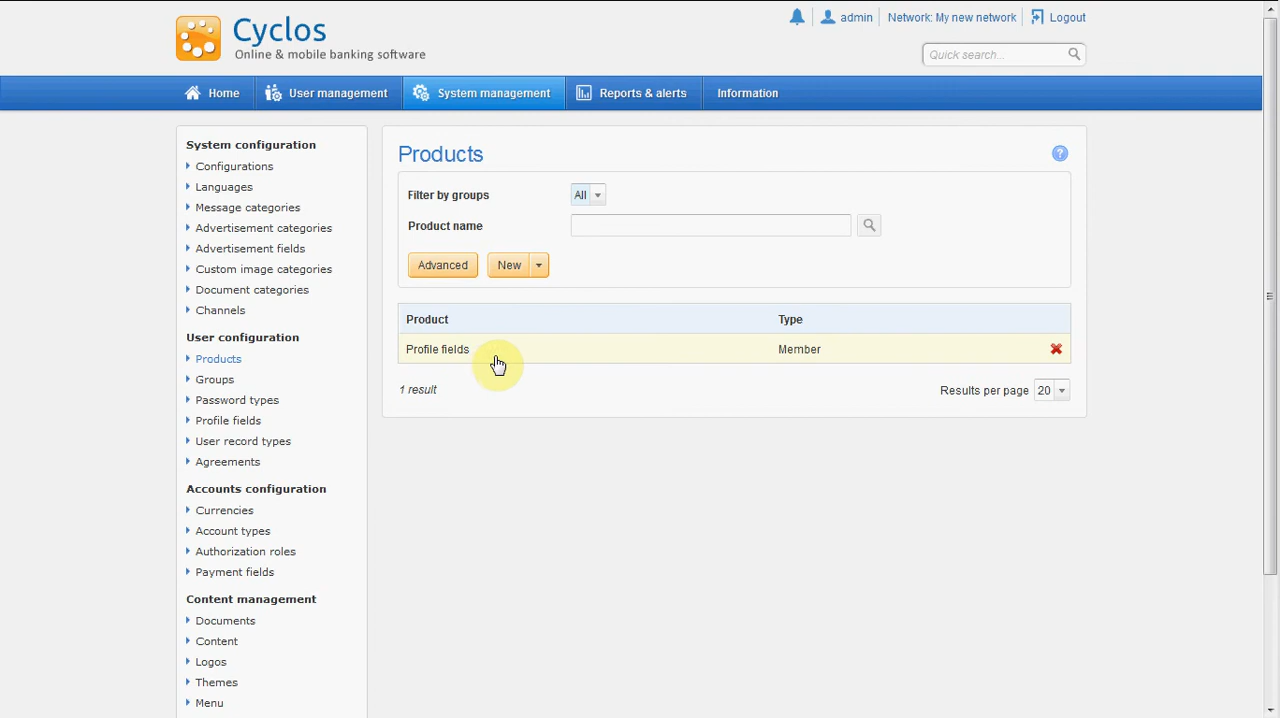 Cyclos
Online & mobile banking software
admin
Network: My new network
Logout
Quick search...
Home
User management
System management
Reports & alerts
Information
System configuration
Configurations
Languages
Message categories
Advertisement categories
Advertisement fields
Custom image categories
Document categories
Channels
User configuration
Products
Groups
Password types
Profile fields
User record types
Agreements
Accounts configuration
Currencies
Account types
Authorization roles
Payment fields
Content management
Documents
Content
Logos
Themes
Menu
Products
?
Filter by groups All
Product name
Advanced New
Product Type
Profile fields Member
1 result Results per page 20